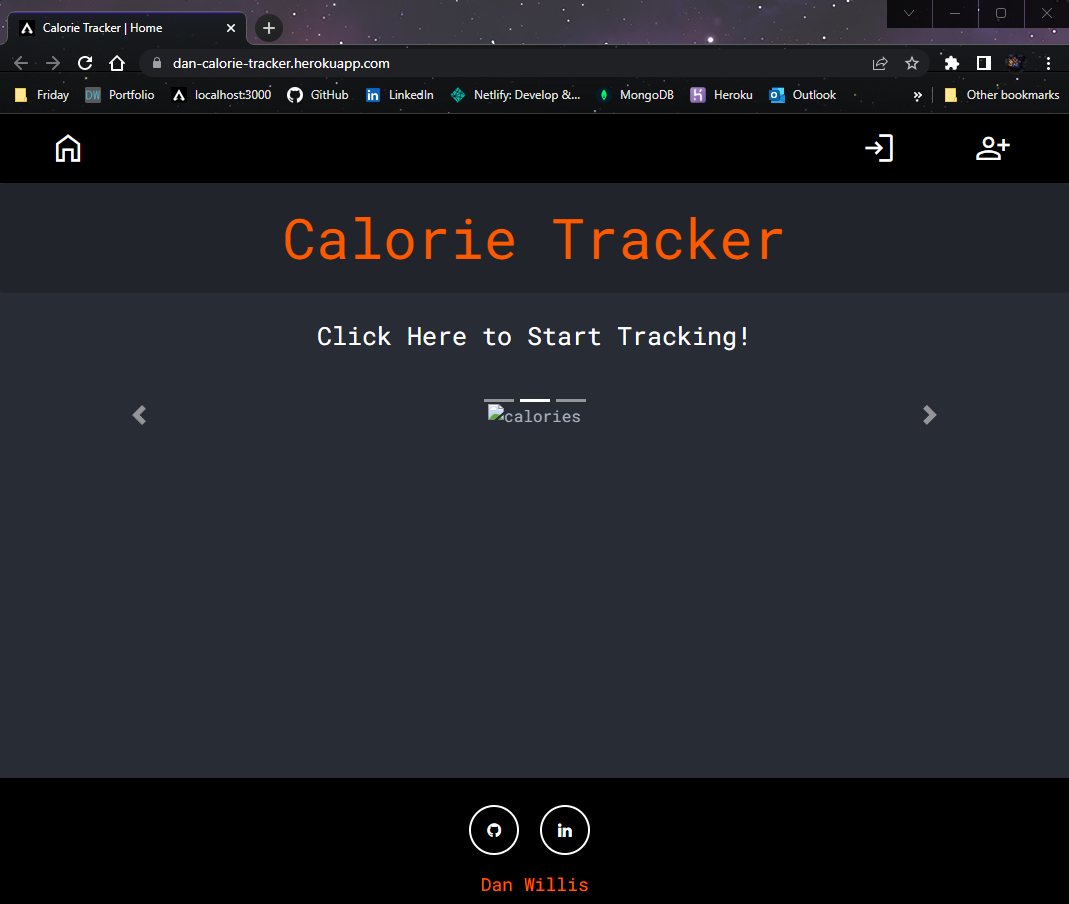 Calorie Tracker | Home
dan-calorie-tracker.herokuapp.com
Friday DW Portfolio localhost:3000 GitHub in LinkedIn Netlify: Develop &... MongoDB Heroku Outlook » Other bookmarks
Calorie Tracker
Click Here to Start Tracking!
calories
in
Dan Willis